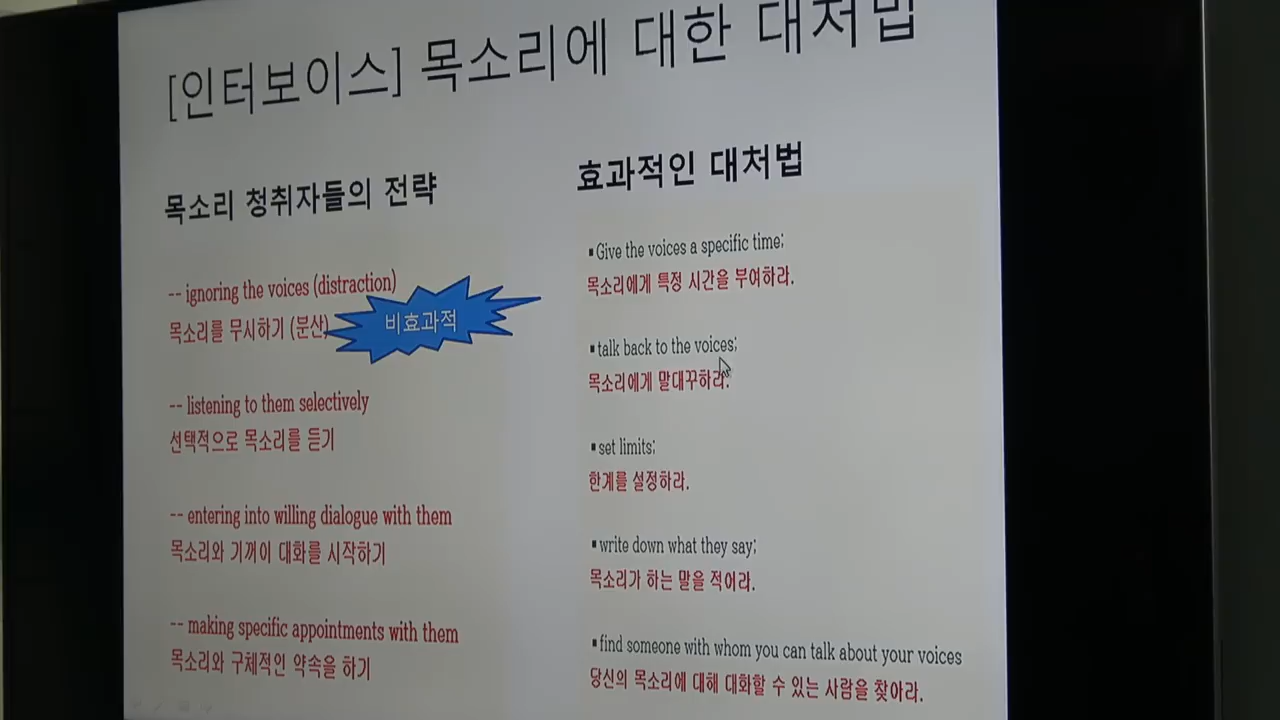 [인터보이스] 목소리에 대한 대처법
목소리 청취자들의 전략
-- ignoring the voices (distraction)
목소리를 무시하기 (분산)
비효과적
-- listening to them selectively
선택적으로 목소리를 듣기
-- entering into willing dialogue with them
목소리와 기꺼이 대화를 시작하기
-- making specific appointments with them
목소리와 구체적인 약속을 하기
효과적인 대처법
▪Give the voices a specific time;
목소리에게 특정 시간을 부여하라.
▪talk back to the voices;
목소리에게 말대꾸하라.
▪set limits;
한계를 설정하라.
▪write down what they say;
목소리가 하는 말을 적어라.
▪find someone with whom you can talk about your voices
당신의 목소리에 대해 대화할 수 있는 사람을 찾아라.